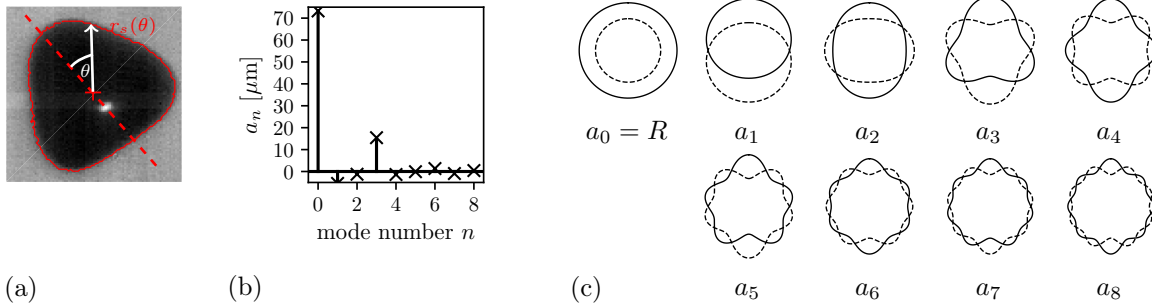 r_s(θ)
θ
(a)
a_n [µm]
70
60
50
40
30
20
10
0
0 2 4 6 8
mode number n
(b)
a_0 = R a_1 a_2 a_3 a_4
a_5 a_6 a_7 a_8
(c)